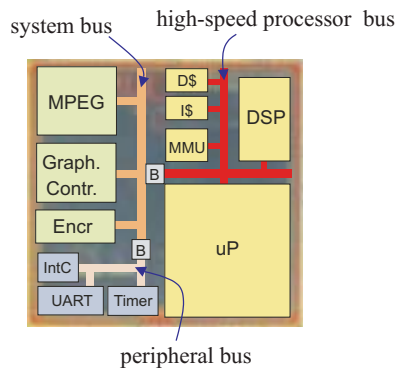 high-speed processor bus
system bus
MPEG
D$
I$
DSP
MMU
Graph.
Contr.
B
Encr
uP
B
IntC
UART
Timer
peripheral bus